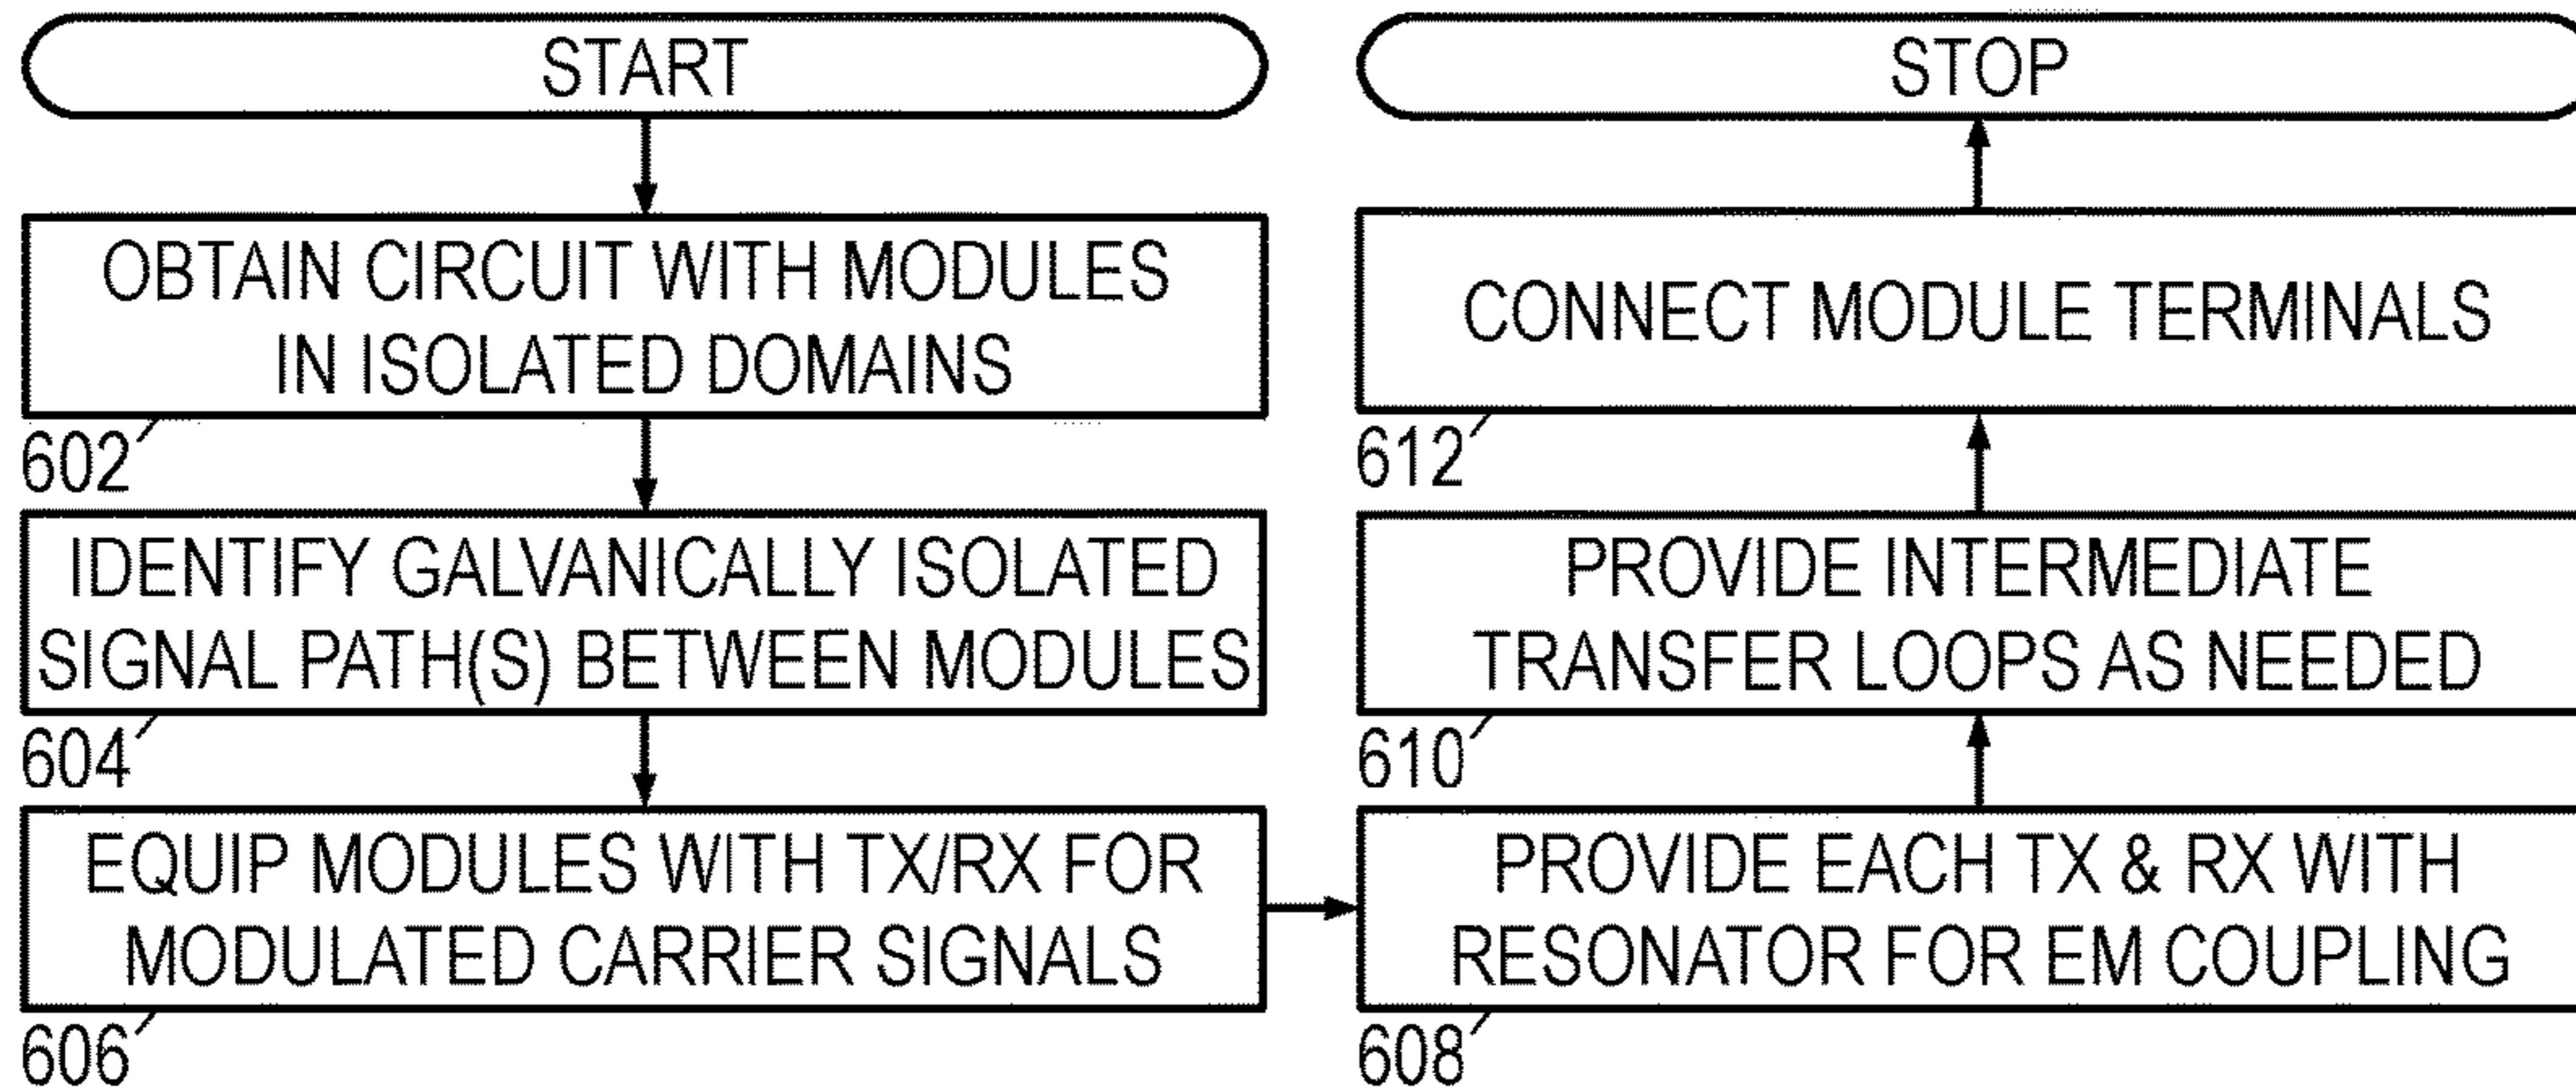 START
OBTAIN CIRCUIT WITH MODULES
IN ISOLATED DOMAINS
602
IDENTIFY GALVANICALLY ISOLATED
SIGNAL PATH(S) BETWEEN MODULES
604
EQUIP MODULES WITH TX/RX FOR
MODULATED CARRIER SIGNALS
606
PROVIDE EACH TX & RX WITH
RESONATOR FOR EM COUPLING
608
PROVIDE INTERMEDIATE
TRANSFER LOOPS AS NEEDED
610
CONNECT MODULE TERMINALS
612
STOP